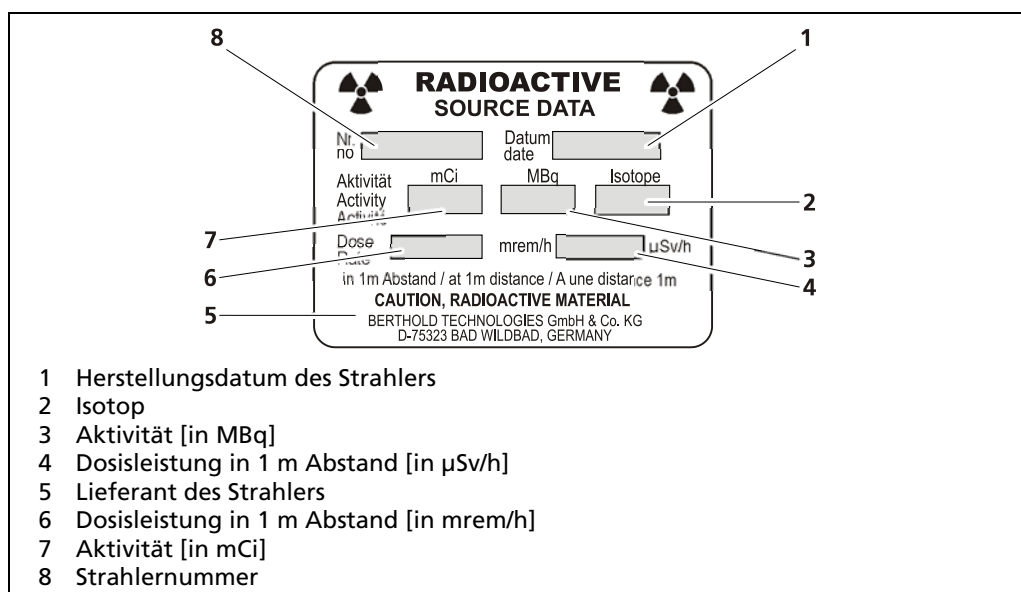 8 1
RADIOACTIVE
SOURCE DATA
Nr. Datum
no date
mCi MBq Isotope
Aktivität
Activity
Activité
2
7
Dose mrem/h µSv/h
Rate
3
6
in 1m Abstand / at 1m distance / A une distance 1m
4
CAUTION, RADIOACTIVE MATERIAL
5
BERTHOLD TECHNOLOGIES GmbH & Co. KG
D-75323 BAD WILDBAD, GERMANY
1 Herstellungsdatum des Strahlers
2 Isotop
3 Aktivität [in MBq]
4 Dosisleistung in 1 m Abstand [in µSv/h]
5 Lieferant des Strahlers
6 Dosisleistung in 1 m Abstand [in mrem/h]
7 Aktivität [in mCi]
8 Strahlernummer